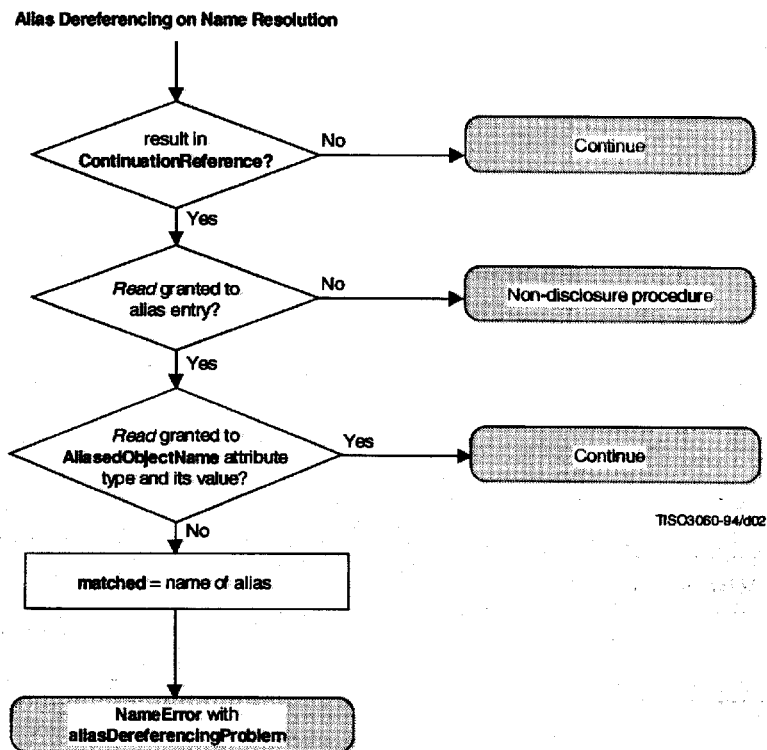 Alias Dereferencing on Name Resolution
result in
ContinuationReference?
No
Continue
Yes
Read granted to
alias entry?
No
Non-disclosure procedure
Yes
Read granted to
AliasedObjectName attribute
type and its value?
Yes
Continue
TISO3060-94/d02
No
matched = name of alias
NameError with
aliasDereferencingProblem